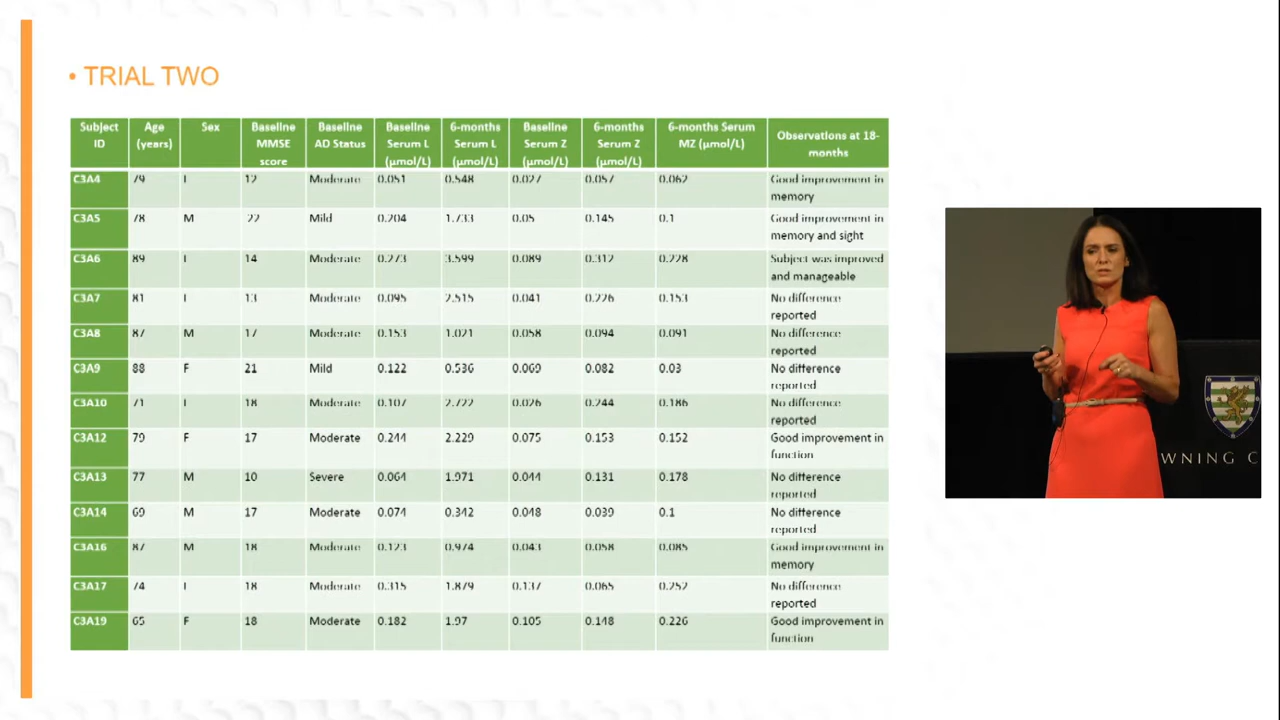 • TRIAL TWO
Subject ID Age (years) Sex Baseline MMSE score Baseline AD Status Baseline Serum L (µmol/L) 6-months Serum L (µmol/L) Baseline Serum Z (µmol/L) 6-months Serum Z (µmol/L) 6-months Serum MZ (µmol/L) Observations at 18-months
C3A4 79 F 12 Moderate 0.051 0.548 0.027 0.057 0.062 Good improvement in memory
C3A5 78 M 22 Mild 0.204 1.733 0.05 0.145 0.1 Good improvement in memory and sight
C3A6 89 F 14 Moderate 0.273 3.599 0.089 0.312 0.228 Subject was improved and manageable
C3A7 81 F 13 Moderate 0.095 2.515 0.041 0.226 0.153 No difference reported
C3A8 87 M 17 Moderate 0.153 1.021 0.058 0.094 0.091 No difference reported
C3A9 88 F 21 Mild 0.122 0.536 0.069 0.082 0.03 No difference reported
C3A10 71 F 18 Moderate 0.107 2.722 0.026 0.244 0.186 No difference reported
C3A12 79 F 17 Moderate 0.244 2.229 0.075 0.153 0.152 Good improvement in function
C3A13 77 M 10 Severe 0.064 1.971 0.044 0.131 0.178 No difference reported
C3A14 69 M 17 Moderate 0.074 0.342 0.048 0.039 0.1 No difference reported
C3A16 87 M 18 Moderate 0.123 0.974 0.043 0.058 0.085 Good improvement in memory
C3A17 74 F 18 Moderate 0.315 1.879 0.137 0.065 0.252 No difference reported
C3A19 65 F 18 Moderate 0.182 1.97 0.105 0.148 0.226 Good improvement in function
WNING C